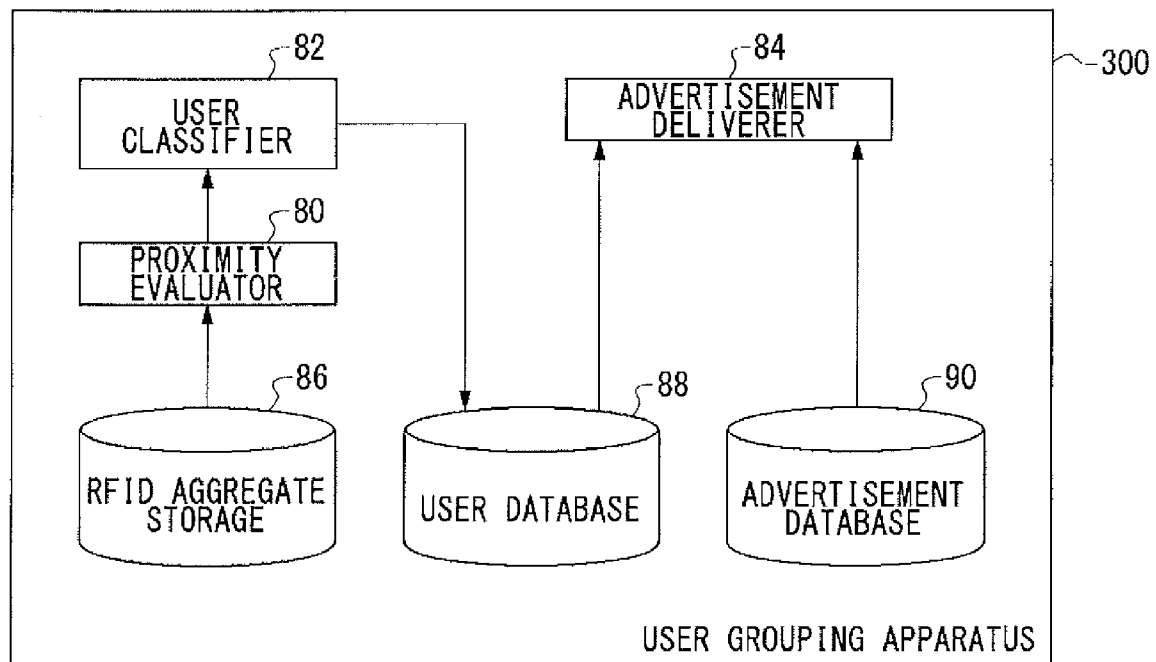 82
USER
CLASSIFIER
84
ADVERTISEMENT
DELIVERER
300
80
PROXIMITY
EVALUATOR
86
RFID AGGREGATE
STORAGE
88
USER DATABASE
90
ADVERTISEMENT
DATABASE
USER GROUPING APPARATUS